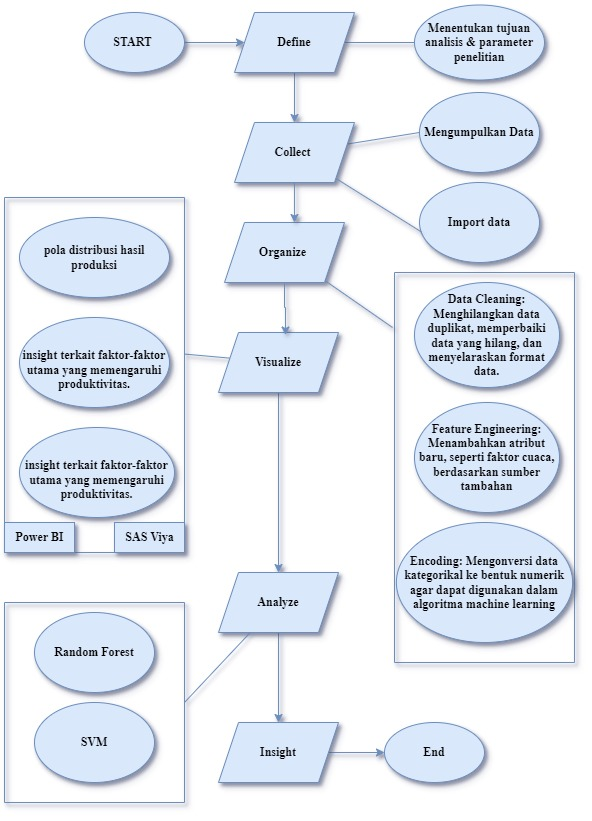 START
Define
Menentukan tujuan
analisis & parameter
penelitian
Collect
Mengumpulkan Data
Import data
Organize
Data Cleaning:
Menghilangkan data
duplikat, memperbaiki
data yang hilang, dan
menyelaraskan format
data.
Feature Engineering:
Menambahkan atribut
baru, seperti faktor cuaca,
berdasarkan sumber
tambahan
Encoding: Mengonversi data
kategorikal ke bentuk numerik
agar dapat digunakan dalam
algoritma machine learning
Visualize
pola distribusi hasil
produksi
insight terkait faktor-faktor
utama yang memengaruhi
produktivitas.
insight terkait faktor-faktor
utama yang memengaruhi
produktivitas.
Power BI
SAS Viya
Analyze
Random Forest
SVM
Insight
End